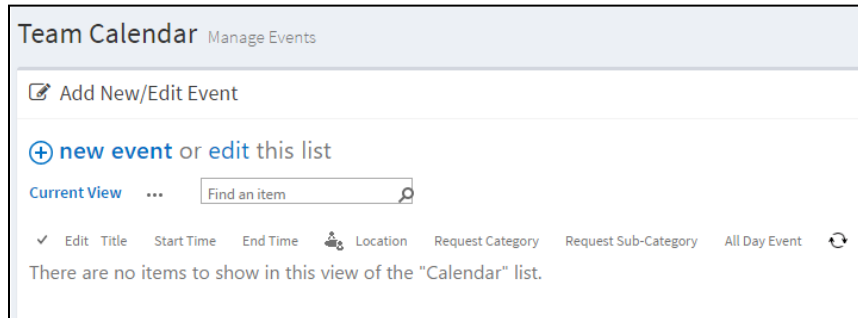 Team Calendar Manage Events
Add New/Edit Event
new event or edit this list
Current View ... Find an item
Edit Title Start Time End Time Location Request Category Request Sub-Category All Day Event
There are no items to show in this view of the "Calendar" list.